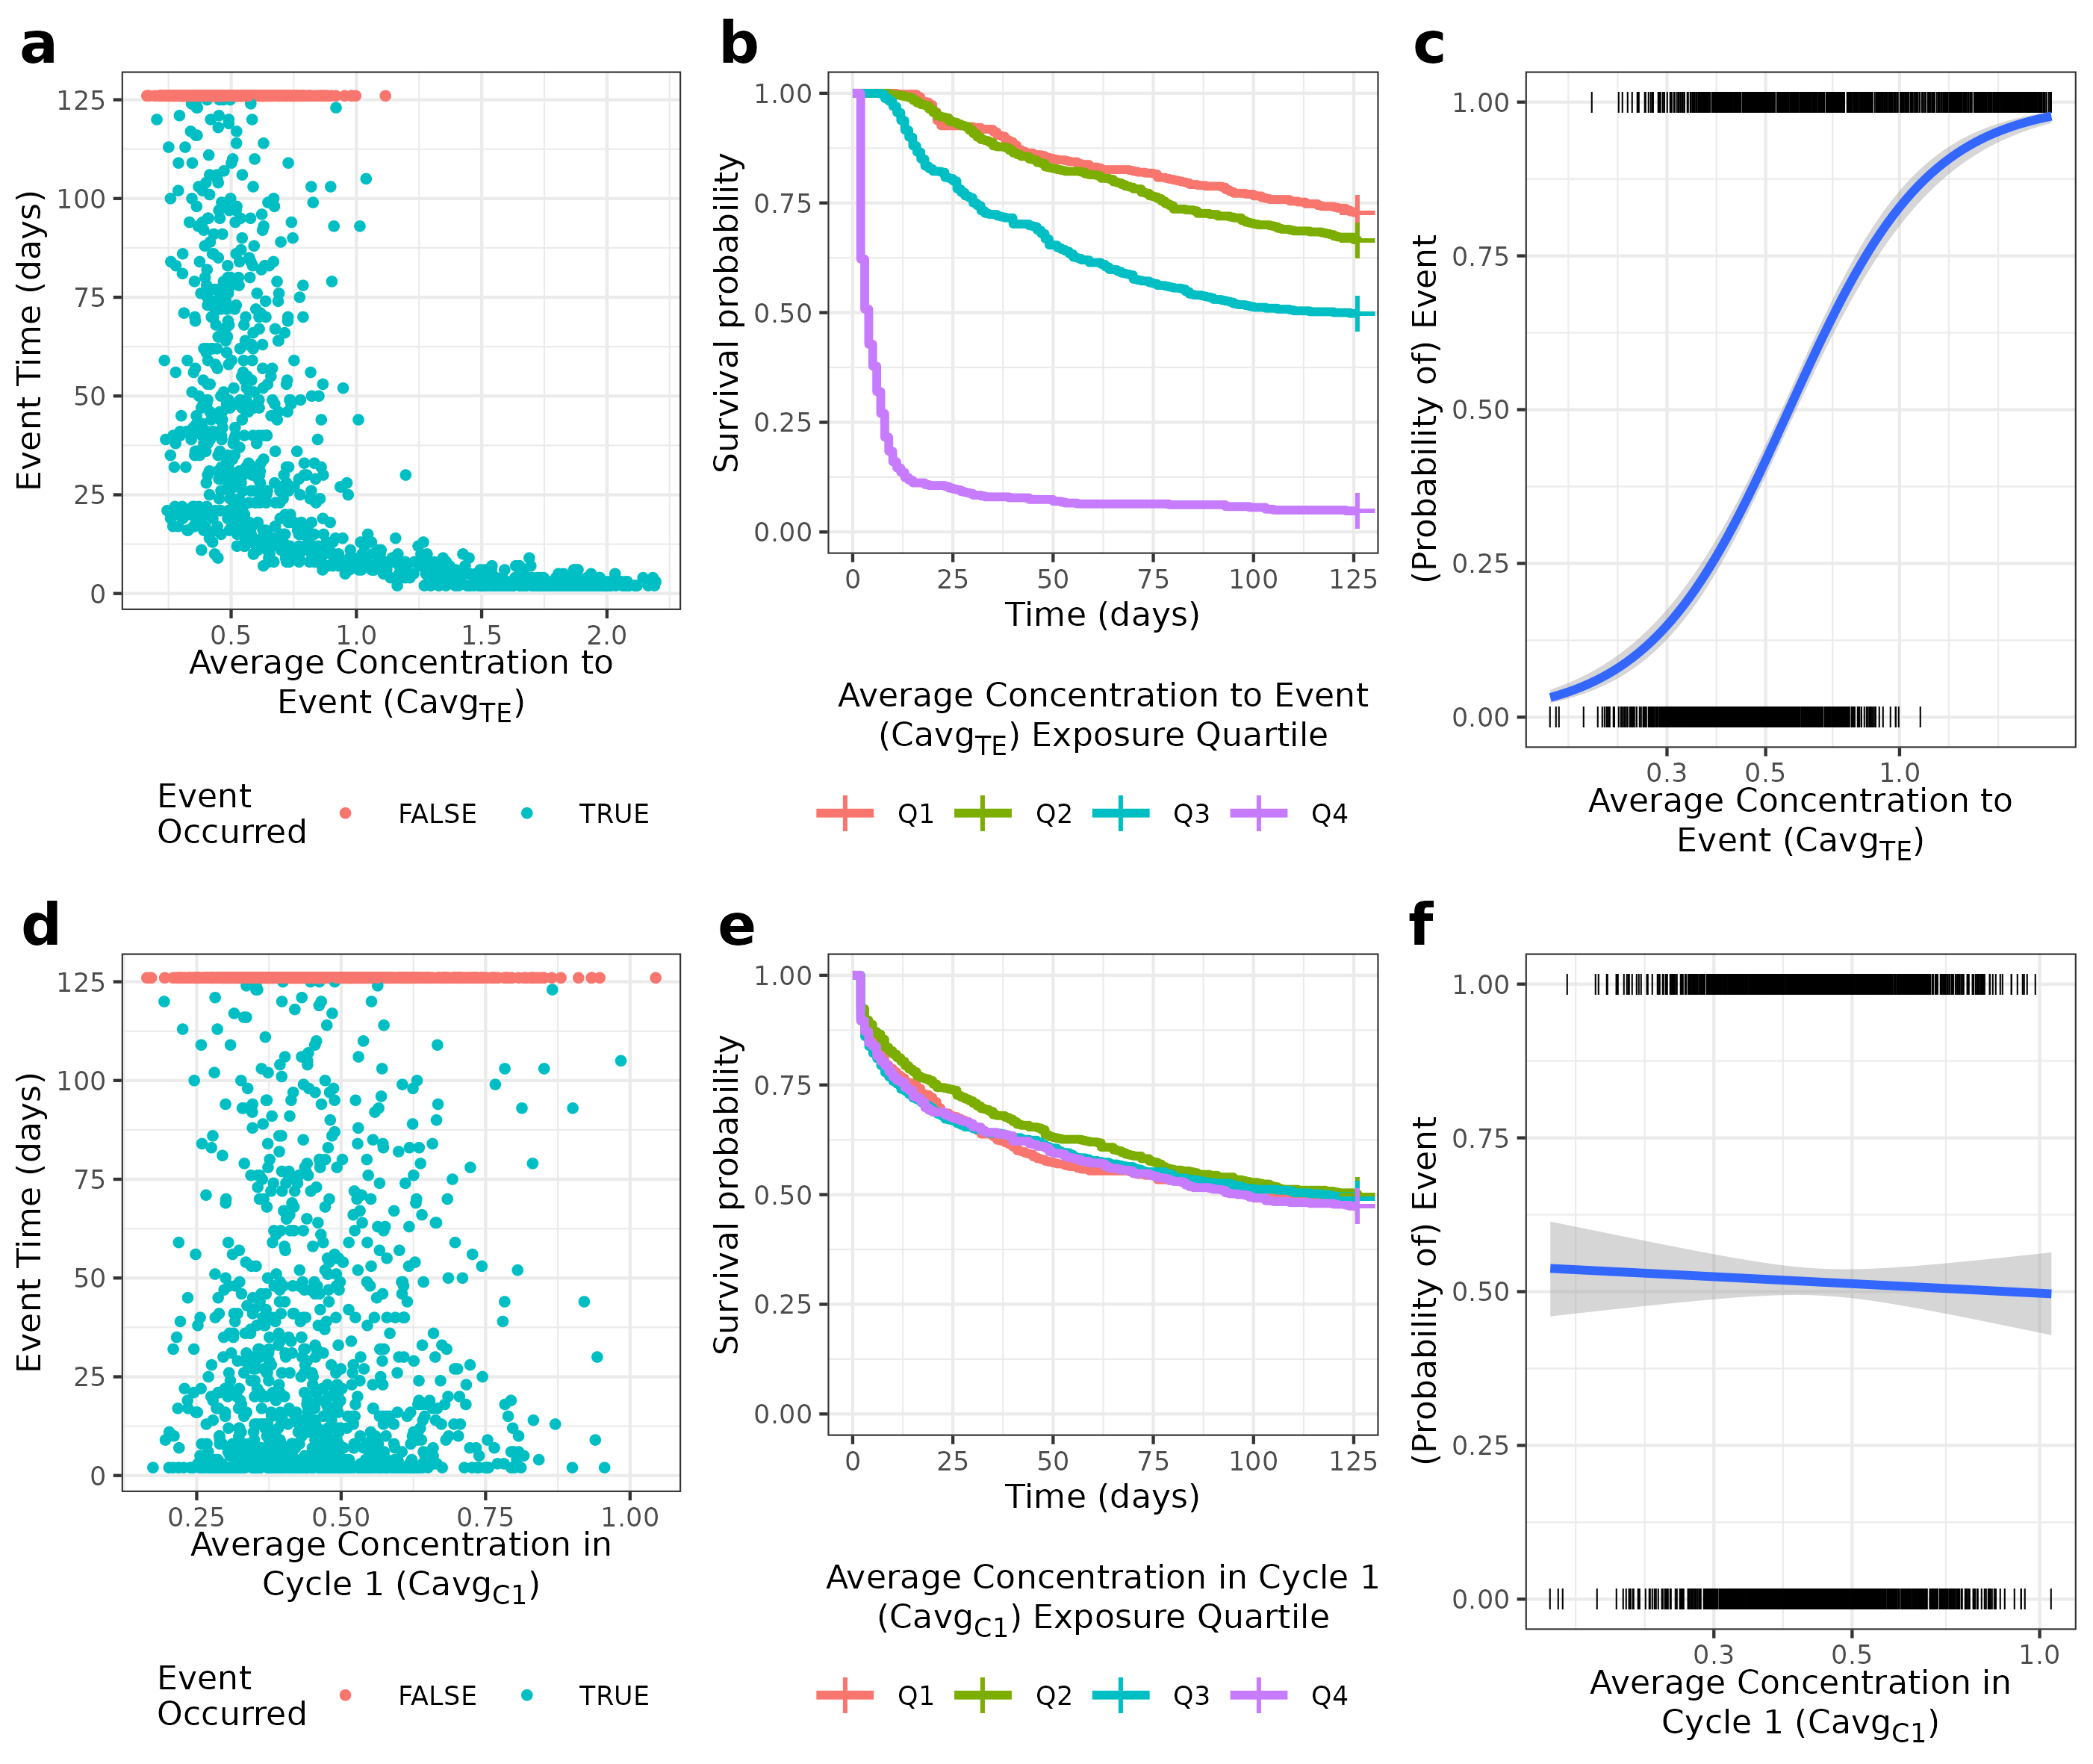 a
Event Time (days)
125
100
75
50
25
0
0.5 1.0 1.5 2.0
Average Concentration to
Event (CavgTE)
Event
Occurred
FALSE TRUE
b
Survival probability
1.00
0.75
0.50
0.25
0.00
0 25 50 75 100 125
Time (days)
Average Concentration to Event
(CavgTE) Exposure Quartile
Q1 Q2 Q3 Q4
c
(Probability of) Event
1.00
0.75
0.50
0.25
0.00
0.3 0.5 1.0
Average Concentration to
Event (CavgTE)
d
Event Time (days)
125
100
75
50
25
0
0.25 0.50 0.75 1.00
Average Concentration in
Cycle 1 (CavgC1)
Event
Occurred
FALSE TRUE
e
Survival probability
1.00
0.75
0.50
0.25
0.00
0 25 50 75 100 125
Time (days)
Average Concentration in Cycle 1
(CavgC1) Exposure Quartile
Q1 Q2 Q3 Q4
f
(Probability of) Event
1.00
0.75
0.50
0.25
0.00
0.3 0.5 1.0
Average Concentration in
Cycle 1 (CavgC1)